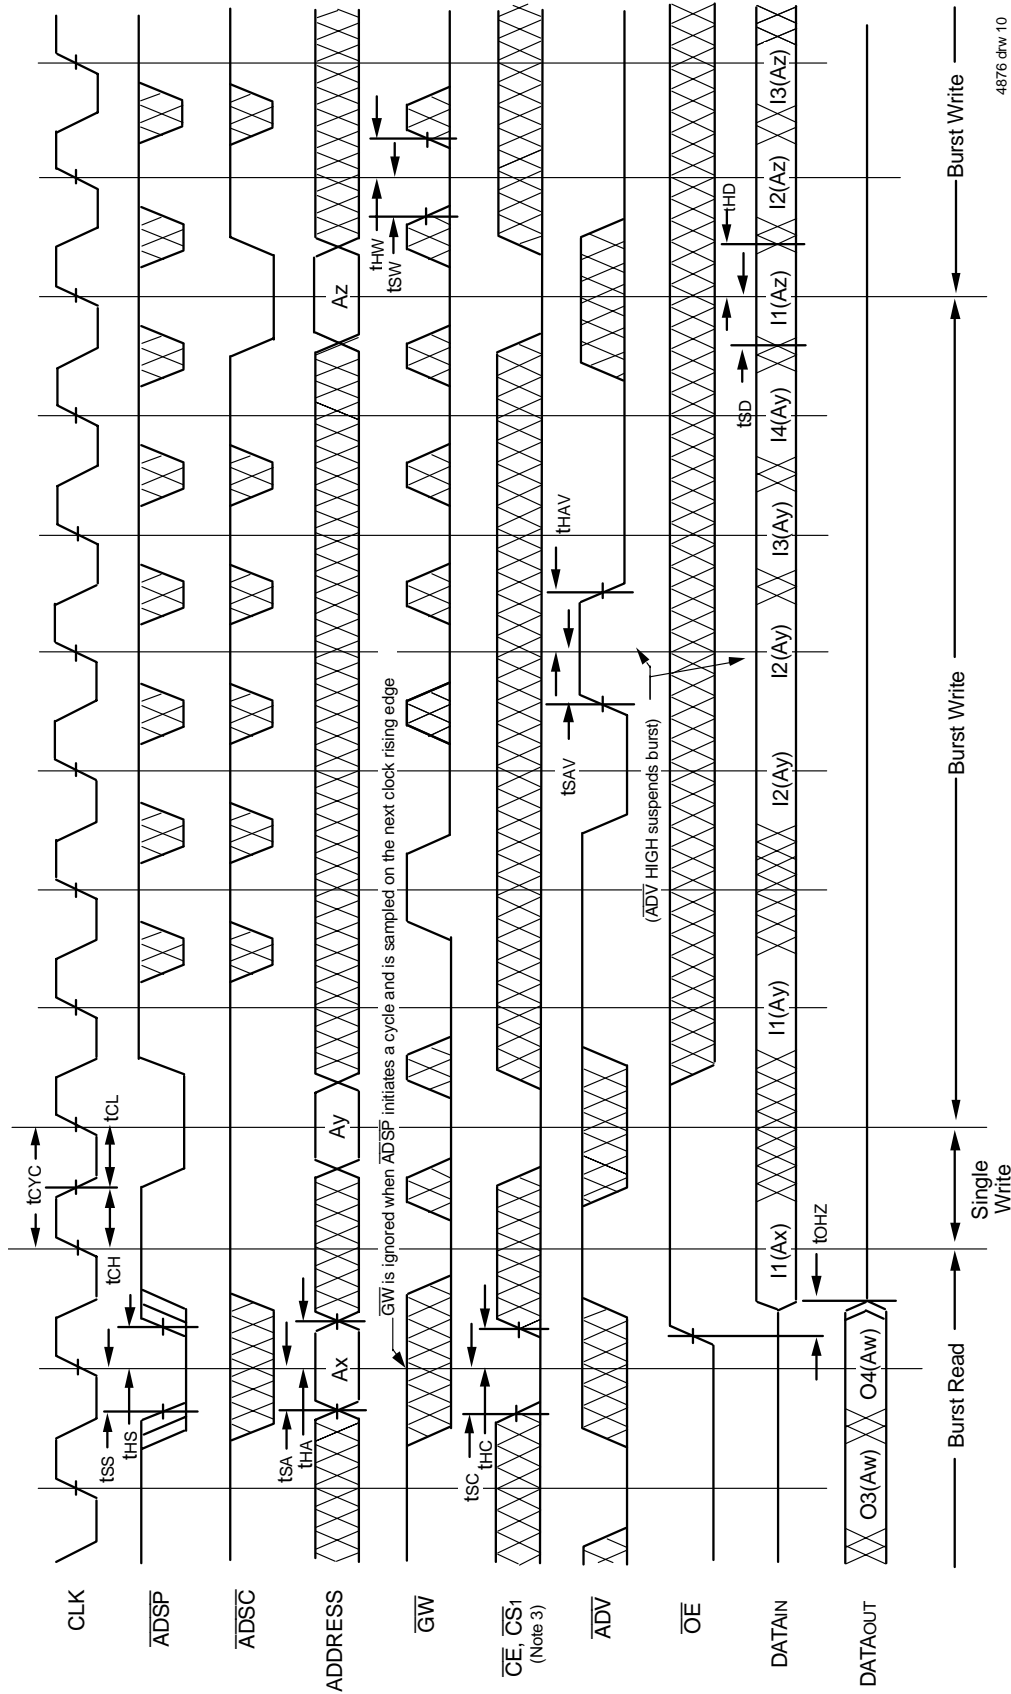 CLK
tCYC
tCH
tCL
tSS
tHS
ADSP
ADSC
ADDRESS
tSA
tHA
Ax
Ay
Az
GW
GW is ignored when ADSP initiates a cycle and is sampled on the next clock rising edge
tHW
tSW
CE, CS1
(Note 3)
tSC
tHC
ADV
tSAV
tHAV
(ADV HIGH suspends burst)
OE
tHD
tSD
DATAIN
I1(Ax)
I1(Ay)
I2(Ay)
I2(Ay)
I3(Ay)
I4(Ay)
I1(Az)
I2(Az)
I3(Az)
tOHZ
DATAOUT
O3(Aw)
O4(Aw)
Burst Read
Single
Write
Burst Write
Burst Write
4876 drw 10